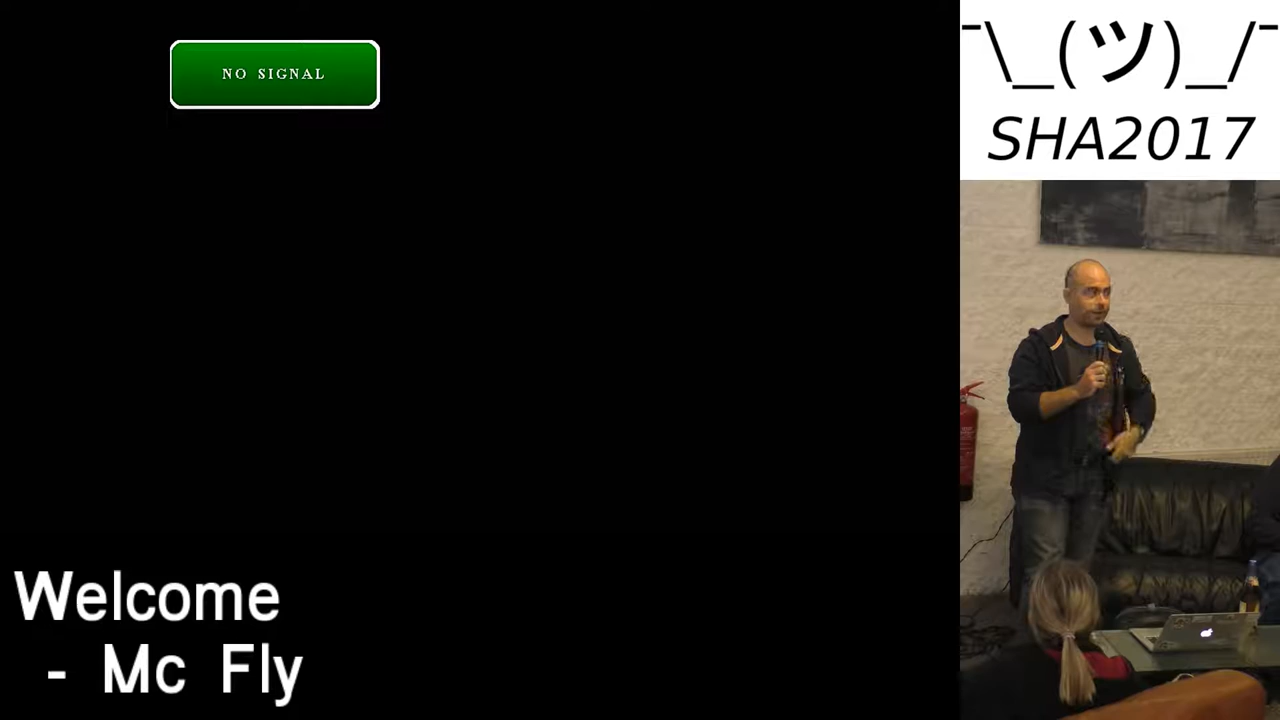 NO SIGNAL
¯\_(ツ)_/¯
SHA2017
Welcome
- Mc Fly